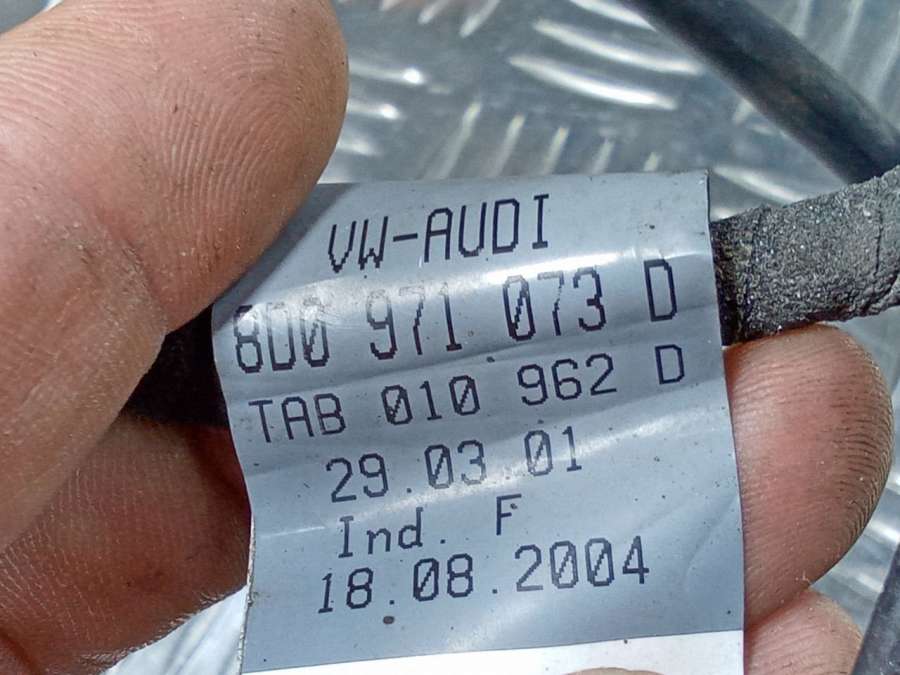 VW-AUDI
8D0 971 073 D
TAB 010 962 D
29.03 01
Ind. F
18.08.2004